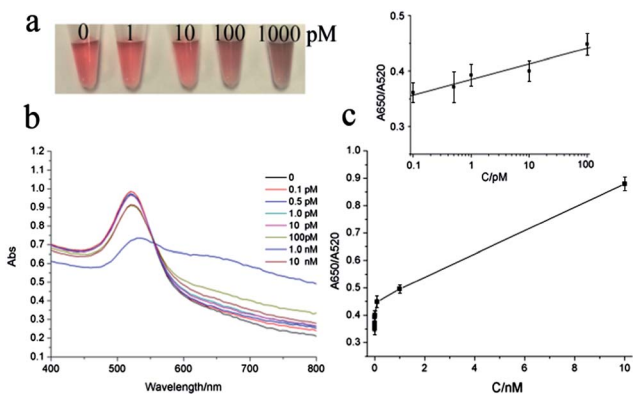 a
0 1 10 100 1000 pM
0.5
0.4
0.3
A650/A520
0.1 1 10 100
C/pM
b
1.2
1.1
1.0
0.9
0.8
0.7
0.6
0.5
0.4
0.3
0.2
0.1
Abs
400 500 600 700 800
Wavelength/nm
0
0.1 pM
0.5 pM
1.0 pM
10 pM
100pM
1.0 nM
10 nM
c
1.0
0.9
0.8
0.7
0.6
0.5
0.4
0.3
A650/A520
0 2 4 6 8 10
C/nM